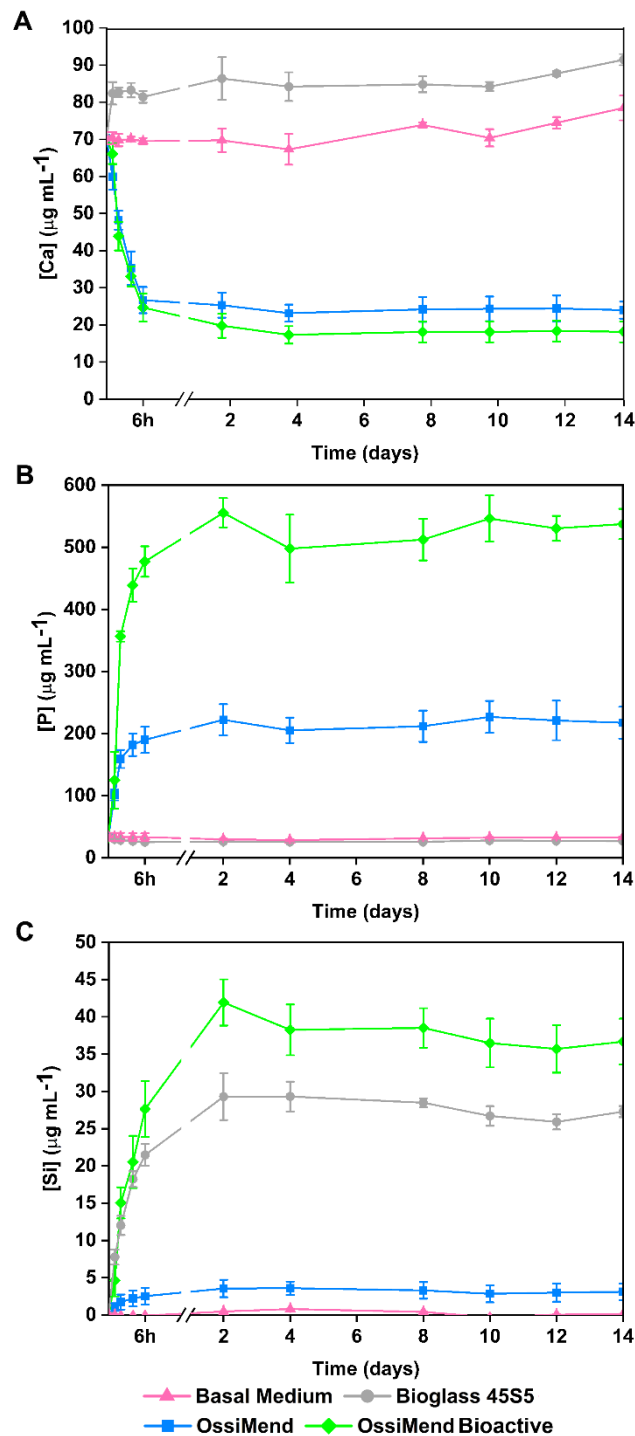 A
[Ca] (µg mL⁻¹)
100
90
80
70
60
50
40
30
20
10
0
6h // 2 4 6 8 10 12 14
Time (days)
B
[P] (µg mL⁻¹)
600
500
400
300
200
100
0
6h // 2 4 6 8 10 12 14
Time (days)
C
[Si] (µg mL⁻¹)
50
45
40
35
30
25
20
15
10
5
0
6h // 2 4 6 8 10 12 14
Time (days)
Basal Medium Bioglass 45S5
OssiMend OssiMend Bioactive